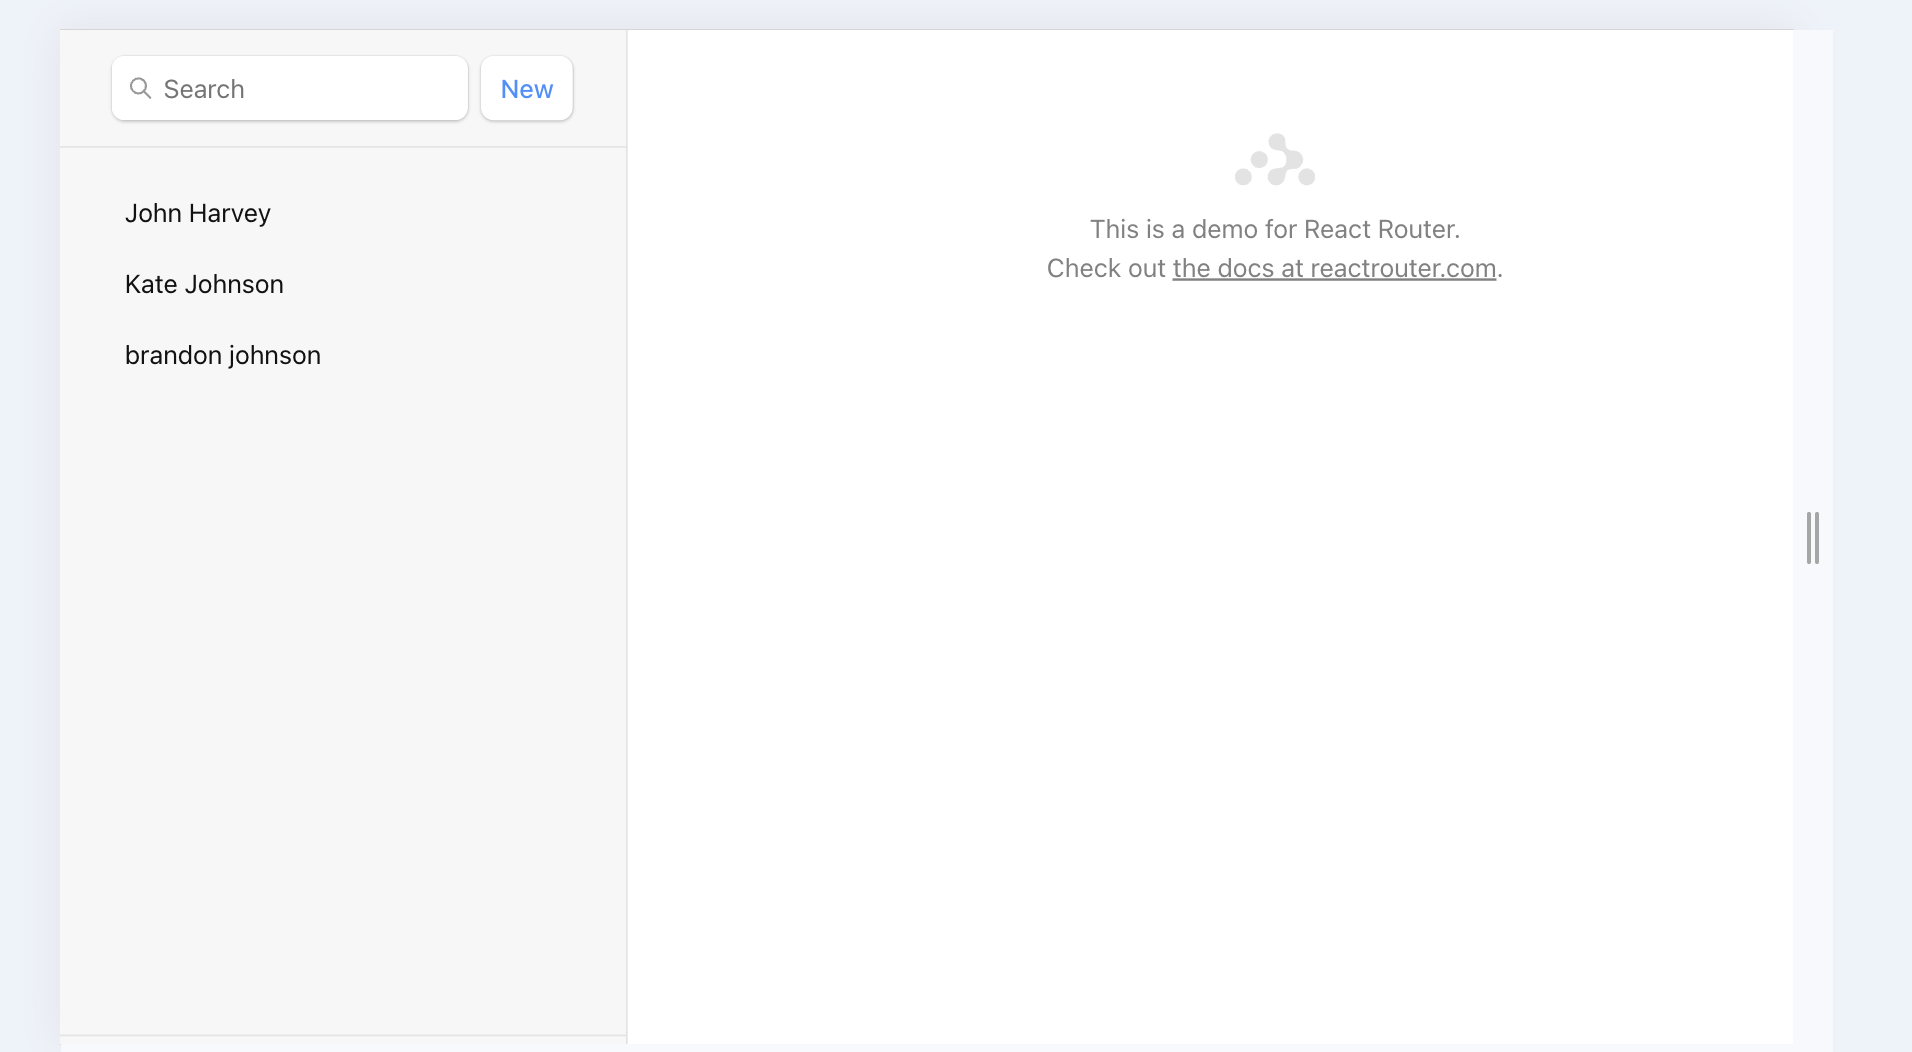 Search
New
John Harvey
Kate Johnson
brandon johnson
This is a demo for React Router.
Check out the docs at reactrouter.com.